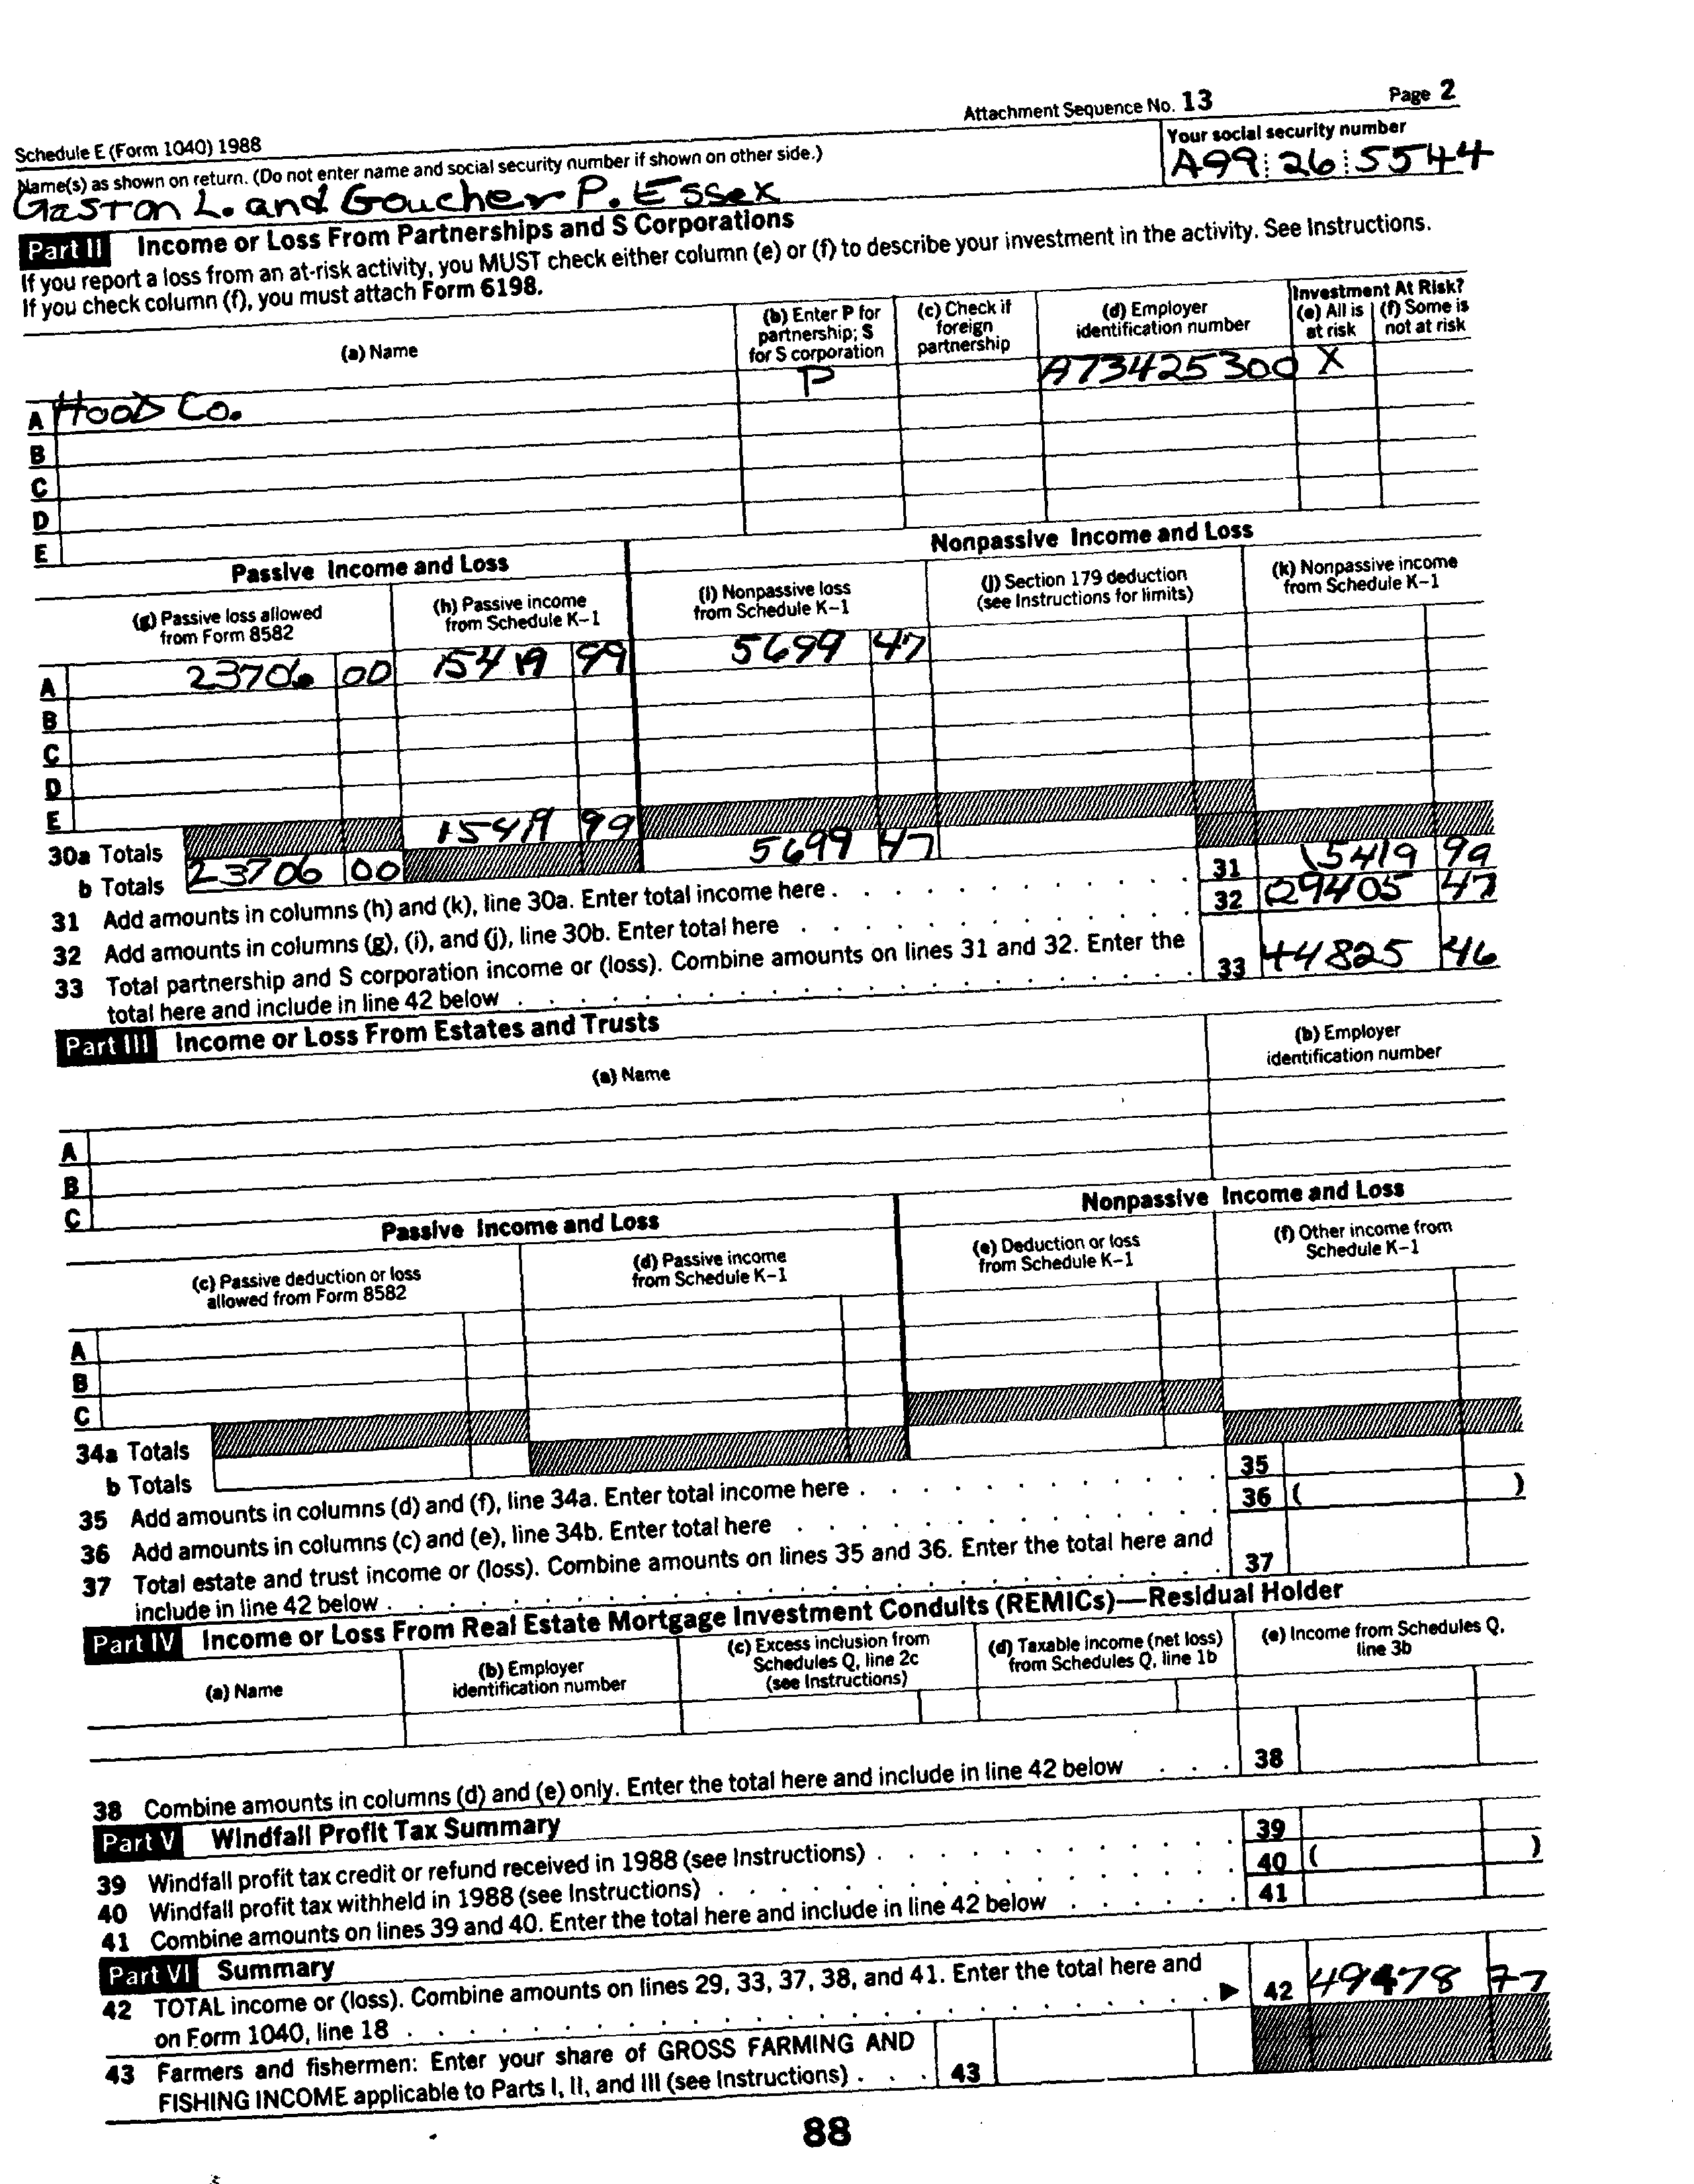 Attachment Sequence No. 13 Page 2
Schedule E (Form 1040) 1988
Name(s) as shown on return. (Do not enter name and social security number if shown on other side.)
Your social security number
Gaston L. and Goucher P. Essex
A99 26 5544
Part II Income or Loss From Partnerships and S Corporations
If you report a loss from an at-risk activity, you MUST check either column (e) or (f) to describe your investment in the activity. See Instructions.
If you check column (f), you must attach Form 6198.
(a) Name
(b) Enter P for partnership; S for S corporation
(c) Check if foreign partnership
(d) Employer identification number
Investment At Risk?
(e) All is at risk
(f) Some is not at risk
A Hood Co. P A73425300 X
B
C
D
E
Passive Income and Loss
Nonpassive Income and Loss
(g) Passive loss allowed from Form 8582
(h) Passive income from Schedule K–1
(i) Nonpassive loss from Schedule K–1
(j) Section 179 deduction (see Instructions for limits)
(k) Nonpassive income from Schedule K–1
A 23706 00 15419 99 5699 47
B
C
D
E
30a Totals 15419 99
b Totals 23706 00 5699 47
31 Add amounts in columns (h) and (k), line 30a. Enter total income here 31 15419 99
32 Add amounts in columns (g), (i), and (j), line 30b. Enter total here 32 (29405 47
33 Total partnership and S corporation income or (loss). Combine amounts on lines 31 and 32. Enter the
total here and include in line 42 below 33 44825 46
Part III Income or Loss From Estates and Trusts
(a) Name
(b) Employer identification number
A
B
C
Passive Income and Loss
Nonpassive Income and Loss
(c) Passive deduction or loss allowed from Form 8582
(d) Passive income from Schedule K–1
(e) Deduction or loss from Schedule K–1
(f) Other income from Schedule K–1
A
B
C
34a Totals
b Totals
35 Add amounts in columns (d) and (f), line 34a. Enter total income here 35
36 Add amounts in columns (c) and (e), line 34b. Enter total here 36 ( )
37 Total estate and trust income or (loss). Combine amounts on lines 35 and 36. Enter the total here and
include in line 42 below 37
Part IV Income or Loss From Real Estate Mortgage Investment Conduits (REMICs)—Residual Holder
(a) Name
(b) Employer identification number
(c) Excess inclusion from Schedules Q, line 2c (see Instructions)
(d) Taxable income (net loss) from Schedules Q, line 1b
(e) Income from Schedules Q, line 3b
38 Combine amounts in columns (d) and (e) only. Enter the total here and include in line 42 below 38
Part V Windfall Profit Tax Summary
39 Windfall profit tax credit or refund received in 1988 (see Instructions) 39
40 Windfall profit tax withheld in 1988 (see Instructions) 40 ( )
41 Combine amounts on lines 39 and 40. Enter the total here and include in line 42 below 41
Part VI Summary
42 TOTAL income or (loss). Combine amounts on lines 29, 33, 37, 38, and 41. Enter the total here and
on Form 1040, line 18 42 49478 77
43 Farmers and fishermen: Enter your share of GROSS FARMING AND
FISHING INCOME applicable to Parts I, II, and III (see Instructions) 43
88